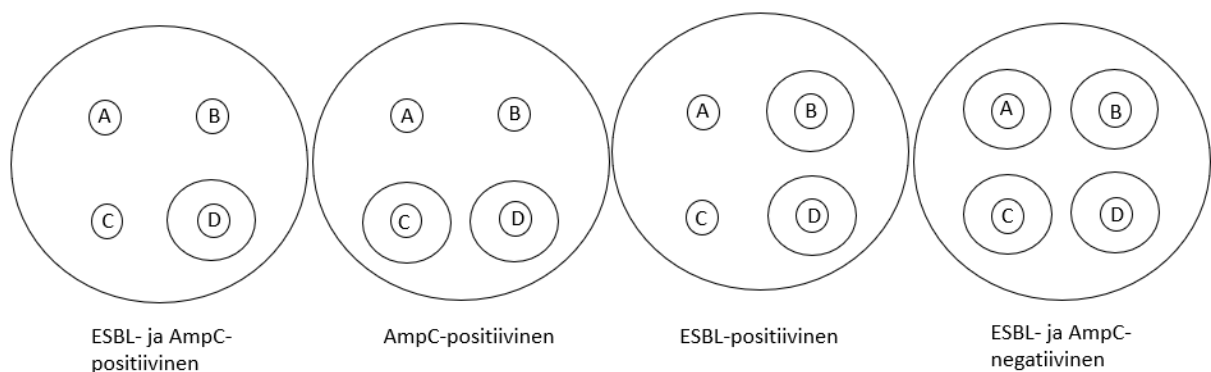 A B
C D
A B
C D
A B
C D
A B
C D
ESBL- ja AmpC-
positiivinen
AmpC-positiivinen
ESBL-positiivinen
ESBL- ja AmpC-
negatiivinen